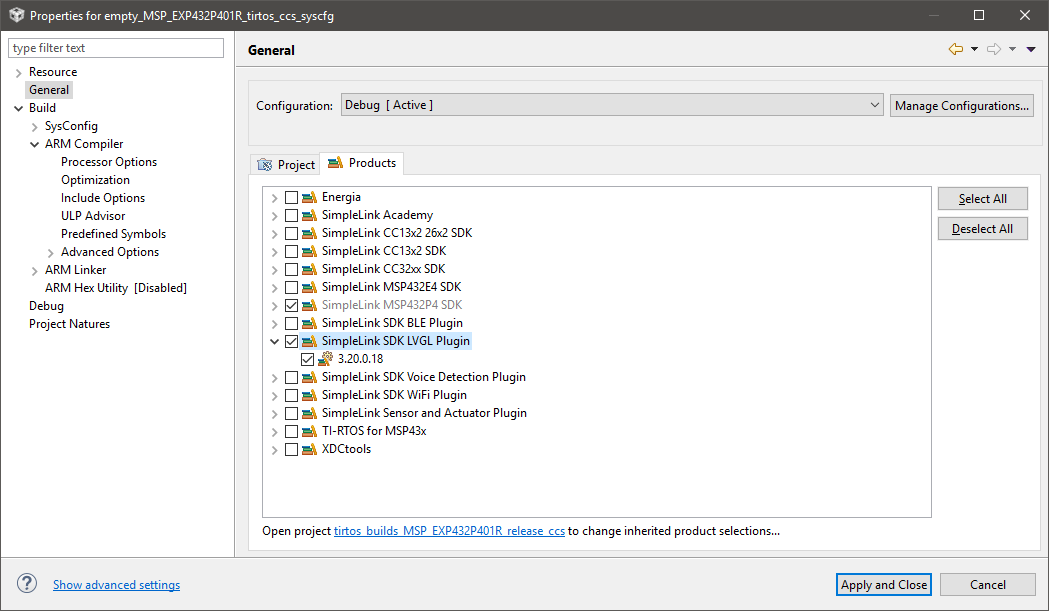 Properties for empty_MSP_EXP432P401R_tirtos_ccs_syscfg
type filter text
General
Resource
General
Build
SysConfig
ARM Compiler
Processor Options
Optimization
Include Options
ULP Advisor
Predefined Symbols
Advanced Options
ARM Linker
ARM Hex Utility [Disabled]
Debug
Project Natures
Configuration: Debug [ Active ] Manage Configurations...
Project Products
Energia
SimpleLink Academy
SimpleLink CC13x2 26x2 SDK
SimpleLink CC13x2 SDK
SimpleLink CC32xx SDK
SimpleLink MSP432E4 SDK
SimpleLink MSP432P4 SDK
SimpleLink SDK BLE Plugin
SimpleLink SDK LVGL Plugin
3.20.0.18
SimpleLink SDK Voice Detection Plugin
SimpleLink SDK WiFi Plugin
SimpleLink Sensor and Actuator Plugin
TI-RTOS for MSP43x
XDCtools
Select All
Deselect All
Open project tirtos_builds_MSP_EXP432P401R_release_ccs to change inherited product selections...
? Show advanced settings
Apply and Close Cancel